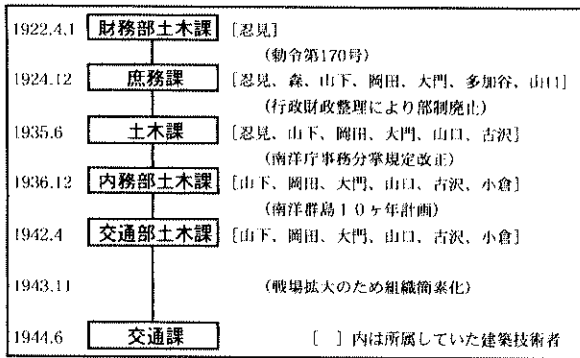 1922.4.1 財務部土木課 [忍見]
(勅令第170号)
1924.12 庶務課 [忍見、森、山下、岡田、大門、多加谷、山口]
(行政財政整理により部制廃止)
1935.6 土木課 [忍見、山下、岡田、大門、山口、古沢]
(南洋庁事務分掌規定改正)
1936.12 内務部土木課 [山下、岡田、大門、山口、古沢、小倉]
(南洋群島10ヶ年計画)
1942.4 交通部土木課 [山下、岡田、大門、山口、古沢、小倉]
1943.11 (戦場拡大のため組織簡素化)
1944.6 交通課 [ ]内は所属していた建築技術者